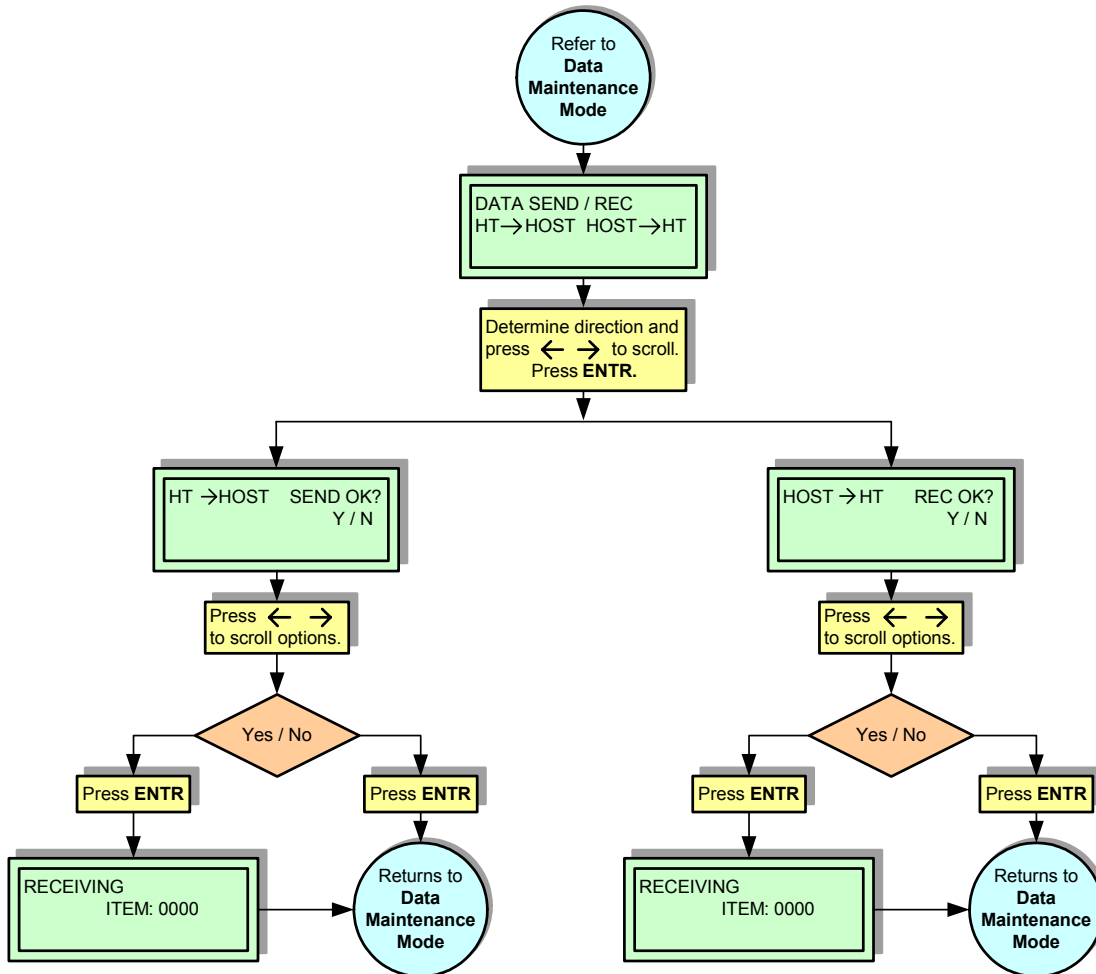 Refer to
Data
Maintenance
Mode
DATA SEND / REC
HT→HOST HOST→HT
Determine direction and
press ← → to scroll.
Press ENTR.
HT →HOST SEND OK?
Y / N
Press ← →
to scroll options.
Yes / No
Press ENTR
Press ENTR
RECEIVING
ITEM: 0000
Returns to
Data
Maintenance
Mode
HOST → HT REC OK?
Y / N
Press ← →
to scroll options.
Yes / No
Press ENTR
Press ENTR
RECEIVING
ITEM: 0000
Returns to
Data
Maintenance
Mode